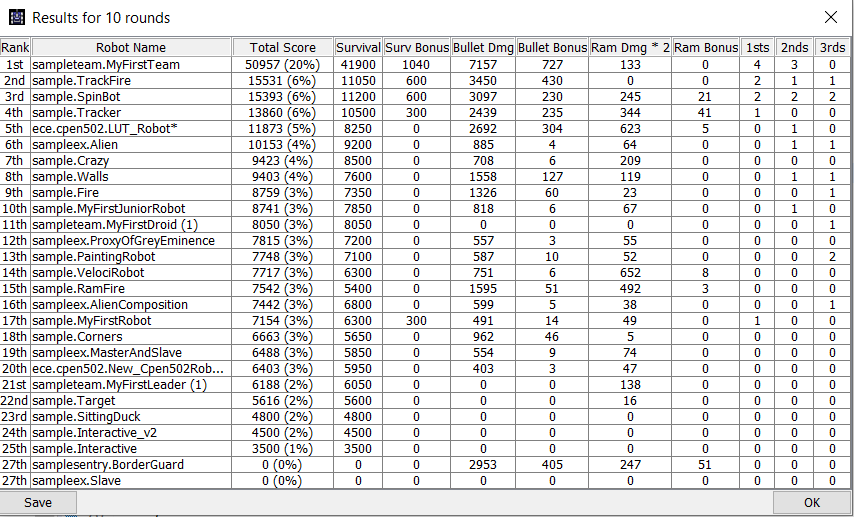 Results for 10 rounds
Rank Robot Name Total Score Survival Surv Bonus Bullet Dmg Bullet Bonus Ram Dmg * 2 Ram Bonus 1sts 2nds 3rds
1st sampleteam.MyFirstTeam 50957 (20%) 41900 1040 7157 727 133 0 4 3 0
2nd sample.TrackFire 15531 (6%) 11050 600 3450 430 0 0 2 1 1
3rd sample.SpinBot 15393 (6%) 11200 600 3097 230 245 21 2 2 2
4th sample.Tracker 13860 (6%) 10500 300 2439 235 344 41 1 0 0
5th ece.cpen502.LUT_Robot* 11873 (5%) 8250 0 2692 304 623 5 0 1 0
6th sampleex.Alien 10153 (4%) 9200 0 885 4 64 0 0 1 1
7th sample.Crazy 9423 (4%) 8500 0 708 6 209 0 0 0 0
8th sample.Walls 9403 (4%) 7600 0 1558 127 119 0 0 1 1
9th sample.Fire 8759 (3%) 7350 0 1326 60 23 0 0 0 1
10th sample.MyFirstJuniorRobot 8741 (3%) 7850 0 818 6 67 0 0 1 0
11th sampleteam.MyFirstDroid (1) 8050 (3%) 8050 0 0 0 0 0 0 0 1
12th sampleex.ProxyOfGreyEminence 7815 (3%) 7200 0 557 3 55 0 0 0 0
13th sample.PaintingRobot 7748 (3%) 7100 0 587 10 52 0 0 0 2
14th sample.VelociRobot 7717 (3%) 6300 0 751 6 652 8 0 0 0
15th sample.RamFire 7542 (3%) 5400 0 1595 51 492 3 0 0 0
16th sampleex.AlienComposition 7442 (3%) 6800 0 599 5 38 0 0 0 1
17th sample.MyFirstRobot 7154 (3%) 6300 300 491 14 49 0 1 0 0
18th sample.Corners 6663 (3%) 5650 0 962 46 5 0 0 0 0
19th sampleex.MasterAndSlave 6488 (3%) 5850 0 554 9 74 0 0 0 0
20th ece.cpen502.New_Cpen502Rob... 6403 (3%) 5950 0 403 3 47 0 0 0 0
21st sampleteam.MyFirstLeader (1) 6188 (2%) 6050 0 0 0 138 0 0 0 0
22nd sample.Target 5616 (2%) 5600 0 0 0 16 0 0 0 0
23rd sample.SittingDuck 4800 (2%) 4800 0 0 0 0 0 0 0 0
24th sample.Interactive_v2 4500 (2%) 4500 0 0 0 0 0 0 0 0
25th sample.Interactive 3500 (1%) 3500 0 0 0 0 0 0 0 0
27th samplesentry.BorderGuard 0 (0%) 0 0 2953 405 247 51 0 0 0
27th sampleex.Slave 0 (0%) 0 0 0 0 0 0 0 0 0
Save OK